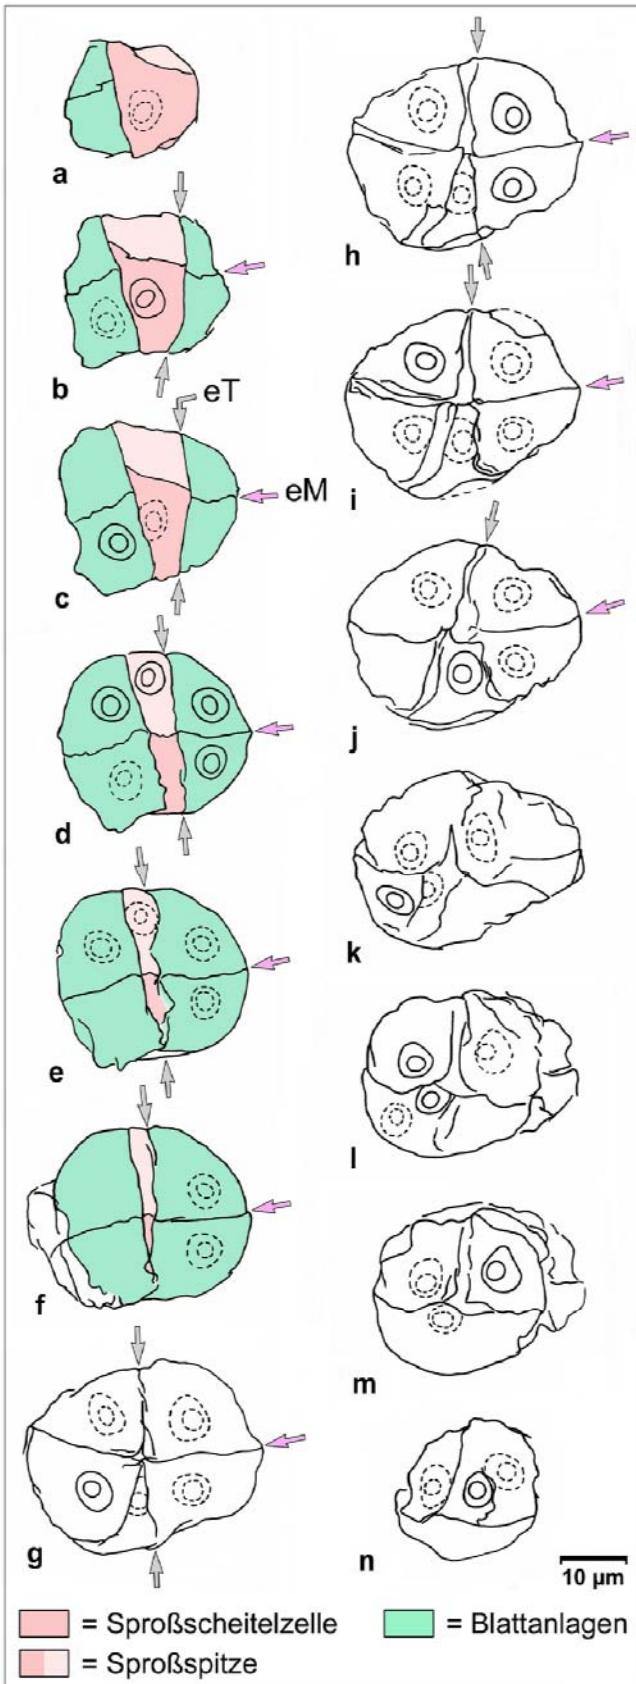 a
b
eT
eM
c
d
e
f
g
h
i
j
k
l
m
n
10 µm
= Sproßscheitelzelle
= Blattanlagen
= Sproßspitze